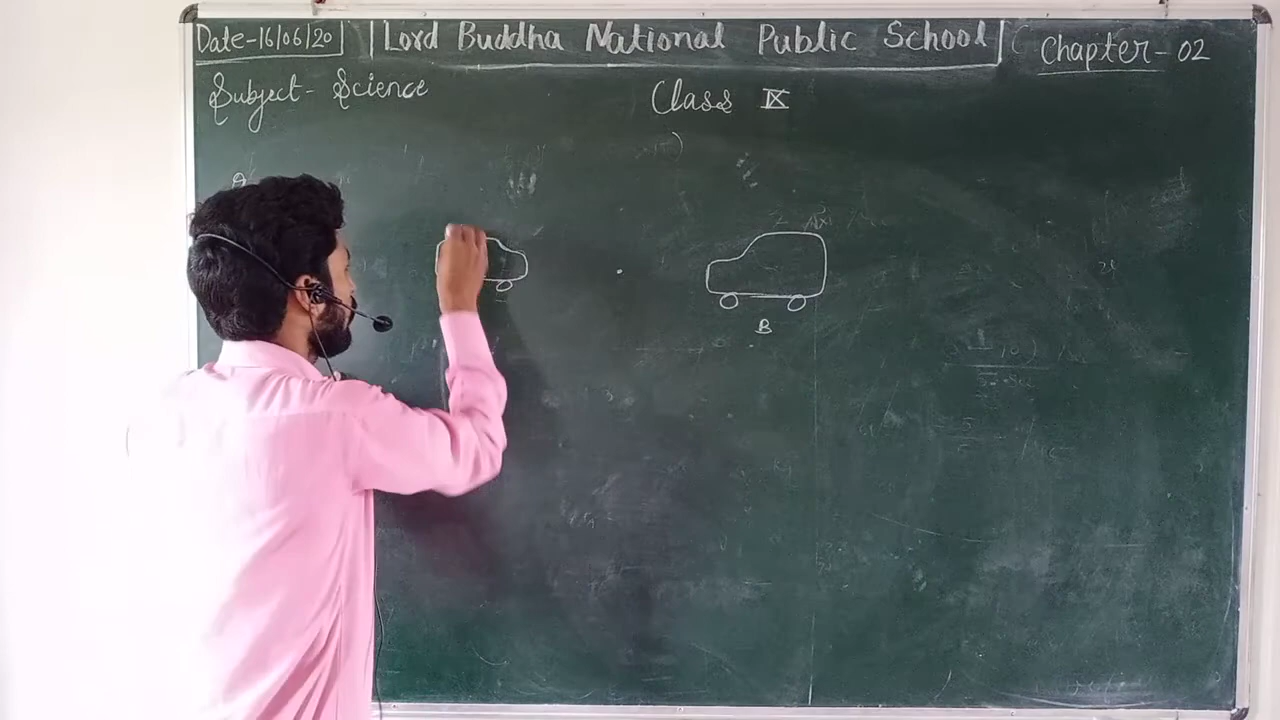 Date-16/06/20
Lord Buddha National Public School
Chapter-02
Subject- Science
Class IX
B